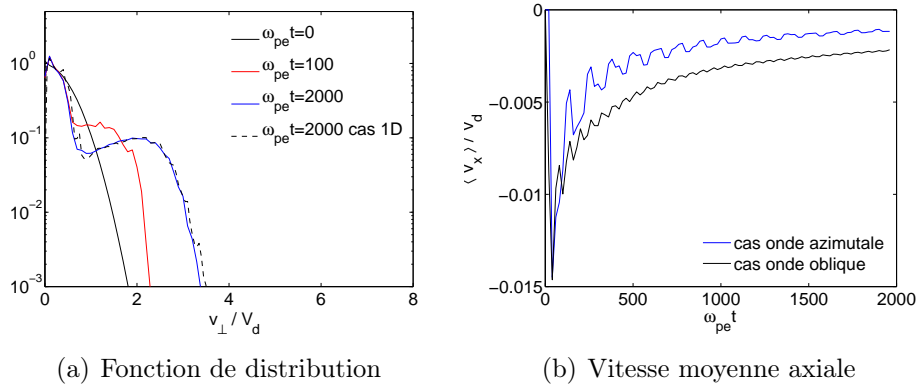 10^0
10^-1
10^-2
10^-3
0 2 4 6 8
v_⊥ / V_d
ω_pe t=0
ω_pe t=100
ω_pe t=2000
ω_pe t=2000 cas 1D
(a) Fonction de distribution
0
−0.005
−0.01
−0.015
0 500 1000 1500 2000
⟨ v_x ⟩ / v_d
ω_pe t
cas onde azimutale
cas onde oblique
(b) Vitesse moyenne axiale